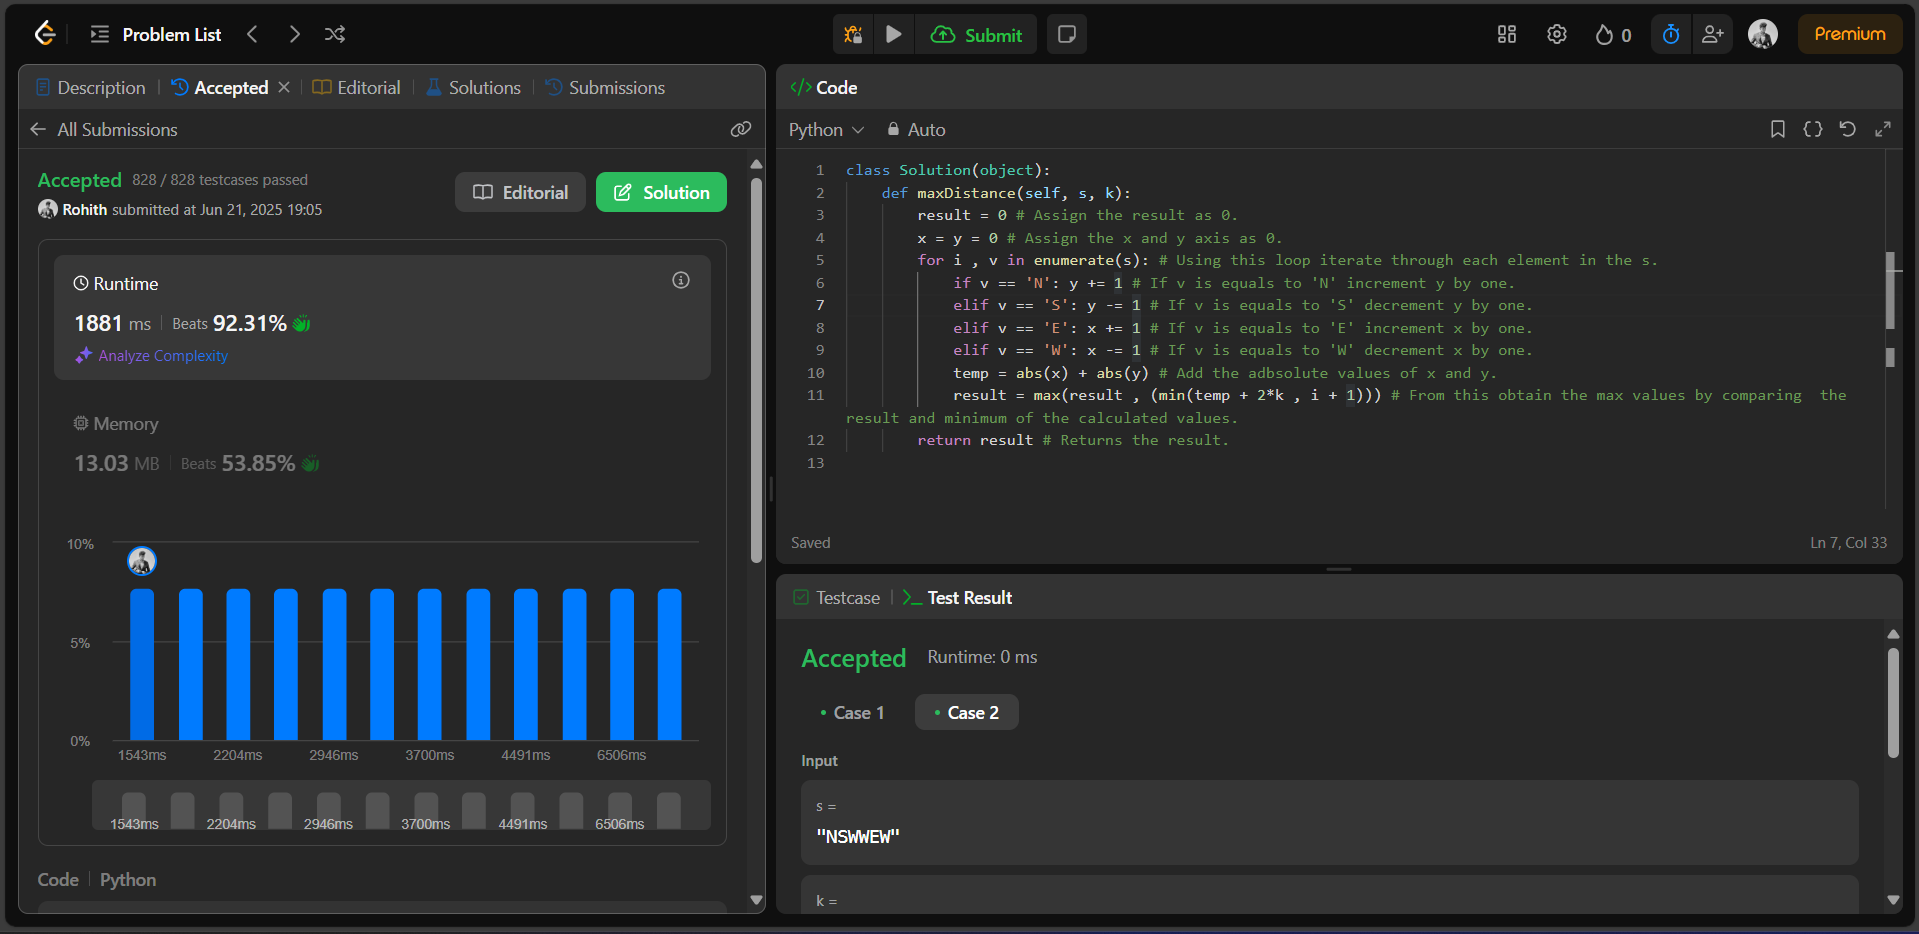 Problem List
Submit
0
Premium
Description
Accepted
Editorial
Solutions
Submissions
All Submissions
Accepted 828 / 828 testcases passed
Rohith submitted at Jun 21, 2025 19:05
Editorial
Solution
Runtime
1881 ms Beats 92.31%
Analyze Complexity
Memory
13.03 MB Beats 53.85%
10%
5%
0%
1543ms 2204ms 2946ms 3700ms 4491ms 6506ms
1543ms 2204ms 2946ms 3700ms 4491ms 6506ms
Code Python
</> Code
Python Auto
1 class Solution(object):
2 def maxDistance(self, s, k):
3 result = 0 # Assign the result as 0.
4 x = y = 0 # Assign the x and y axis as 0.
5 for i , v in enumerate(s): # Using this loop iterate through each element in the s.
6 if v == 'N': y += 1 # If v is equals to 'N' increment y by one.
7 elif v == 'S': y -= 1 # If v is equals to 'S' decrement y by one.
8 elif v == 'E': x += 1 # If v is equals to 'E' increment x by one.
9 elif v == 'W': x -= 1 # If v is equals to 'W' decrement x by one.
10 temp = abs(x) + abs(y) # Add the adbsolute values of x and y.
11 result = max(result , (min(temp + 2*k , i + 1))) # From this obtain the max values by comparing  the
result and minimum of the calculated values.
12 return result # Returns the result.
13
Saved
Ln 7, Col 33
Testcase
Test Result
Accepted Runtime: 0 ms
Case 1
Case 2
Input
s =
"NSWWEW"
k =